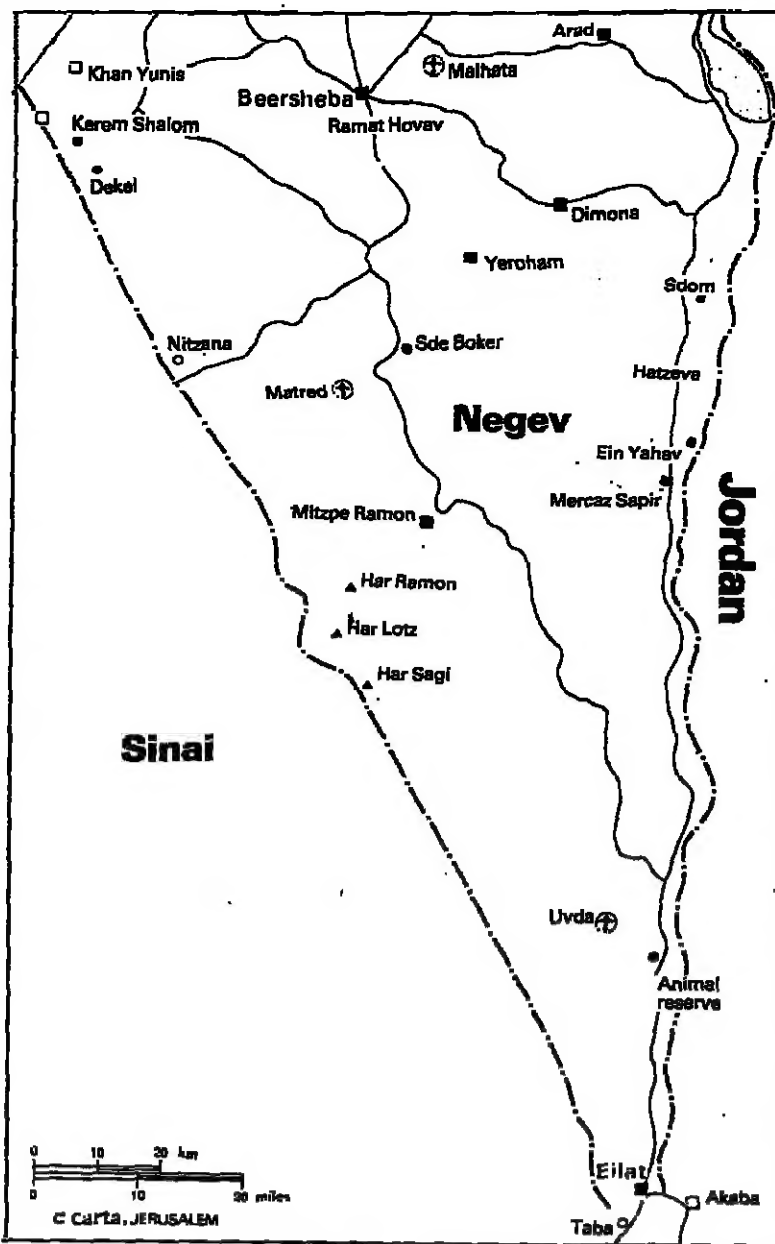 Arad
Khan Yunis
Malhata
Beersheba
Kerem Shalom
Ramat Hovav
Dekel
Dimona
Yeroham
Sdom
Nitzana
Sde Boker
Hatzeva
Matred
Negev
Ein Yahav
Jordan
Mercaz Sapir
Mitzpe Ramon
Har Ramon
Har Lotz
Har Sagi
Sinai
Uvda
Animal
reserve
0 10 20 km
0 10 20 miles
Eilat
Akaba
© Carta, JERUSALEM
Taba